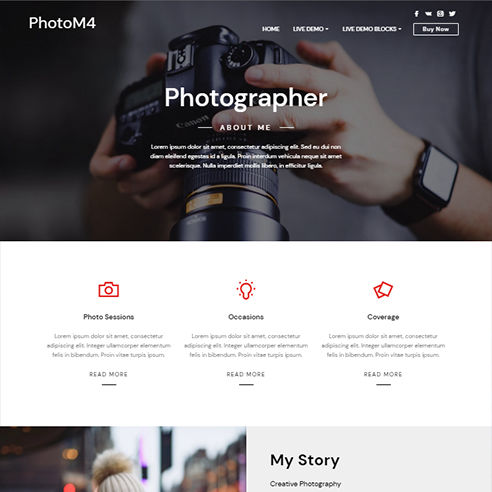 PhotoM4
HOME LIVE DEMO LIVE DEMO BLOCKS Buy Now
Canon
Photographer
ABOUT ME
Lorem ipsum dolor sit amet, consectetur adipiscing elit. Sed eu dui non
diam eleifend egestas id a ligula. Proin interdum vehicula neque sit amet
scelerisque. Nulla imperdiet mollis libero, in efficitur ligula.
Photo Sessions
Lorem ipsum dolor sit amet, consectetur
adipiscing elit. Integer ullamcorper elementum
felis in bibendum. Proin vitae turpis ipsum.
READ MORE
Occasions
Lorem ipsum dolor sit amet, consectetur
adipiscing elit. Integer ullamcorper elementum
felis in bibendum. Proin vitae turpis ipsum.
READ MORE
Coverage
Lorem ipsum dolor sit amet, consectetur
adipiscing elit. Integer ullamcorper elementum
felis in bibendum. Proin vitae turpis ipsum.
READ MORE
My Story
Creative Photography